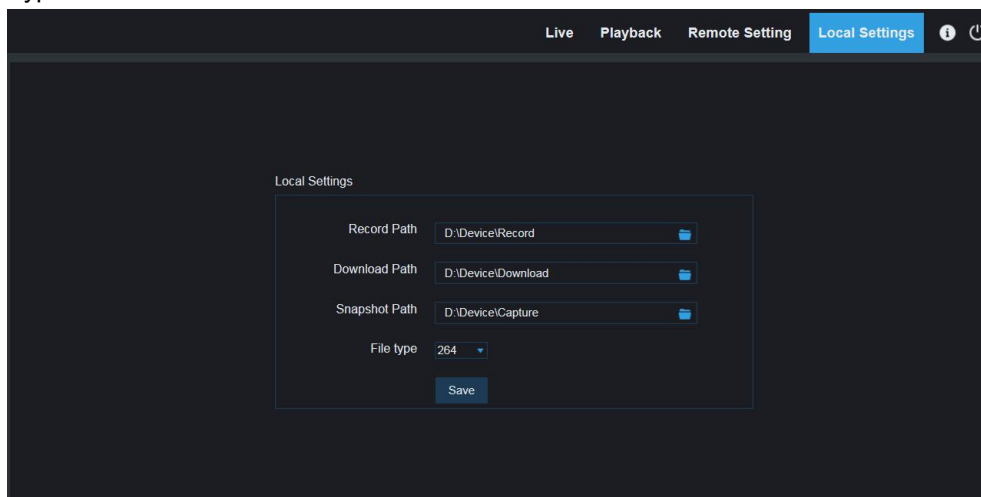 Live Playback Remote Setting Local Settings
Local Settings
Record Path D:\Device\Record
Download Path D:\Device\Download
Snapshot Path D:\Device\Capture
File type 264
Save